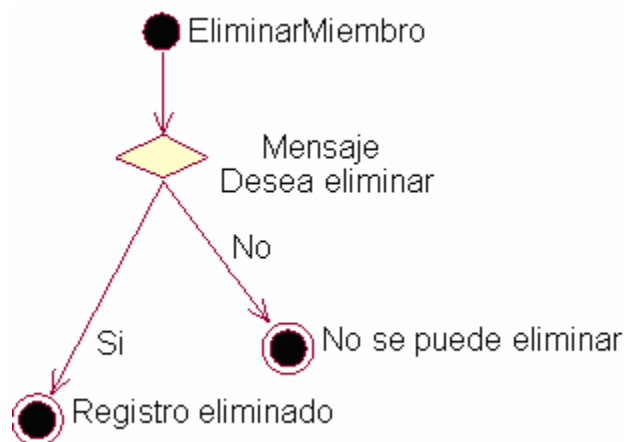 EliminarMiembro
Mensaje
Desea eliminar
No
Si
No se puede eliminar
Registro eliminado